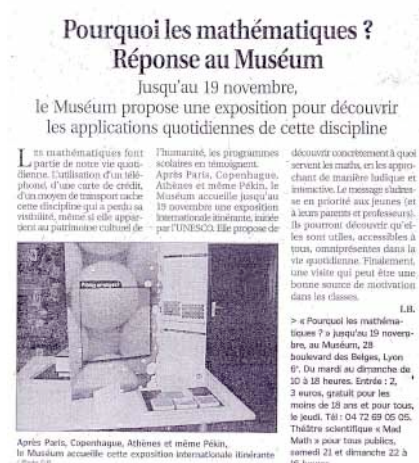 Pourquoi les mathématiques ?
Réponse au Muséum
Jusqu'au 19 novembre,
le Muséum propose une exposition pour découvrir
les applications quotidiennes de cette discipline
Les mathématiques font
partie de notre vie quoti-
dienne. L'utilisation d'un télé-
phone, d'une carte de crédit,
d'un moyen de transport cache
cette discipline qui a perdu sa
visibilité, même si elle appar-
tient au patrimoine culturel de
l'humanité, les programmes
scolaires en témoignent.
Après Paris, Copenhague,
Athènes et même Pékin, le
Muséum accueille jusqu'au
19 novembre une exposition
internationale itinérante, initiée
par l'UNESCO. Elle propose de
découvrir concrètement à quoi
servent les maths, en les appro-
chant de manière ludique et
interactive. Le message s'adres-
se en priorité aux jeunes (et
à leurs parents et professeurs).
Ils pourront découvrir qu'el-
les sont utiles, accessibles à
tous, omniprésentes dans la
vie quotidienne. Finalement,
une visite qui peut être une
bonne source de motivation
dans les classes.
> « Pourquoi les mathéma-
tiques ? » jusqu'au 19 novem-
bre, au Muséum, 28
boulevard des Belges, Lyon
6e. Du mardi au dimanche de
10 à 18 heures. Entrée : 2,
3 euros, gratuit pour les
moins de 18 ans et pour tous,
le jeudi. Tél : 04 72 69 05 05.
Théâtre scientifique « Mad
Math » pour tous publics,
samedi 21 et dimanche 22 à
Après Paris, Copenhague, Athènes et même Pékin,
le Muséum accueille cette exposition internationale itinérante